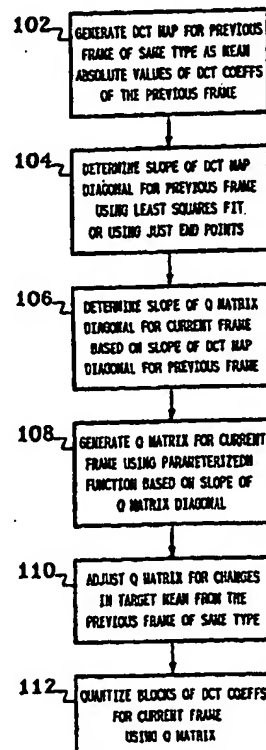 102
GENERATE DCT MAP FOR PREVIOUS
FRAME OF SAME TYPE AS MEAN
ABSOLUTE VALUES OF DCT COEFFS
OF THE PREVIOUS FRAME
104
DETERMINE SLOPE OF DCT MAP
DIAGONAL FOR PREVIOUS FRAME
USING LEAST SQUARES FIT
OR USING JUST END POINTS
106
DETERMINE SLOPE OF Q MATRIX
DIAGONAL FOR CURRENT FRAME
BASED ON SLOPE OF DCT MAP
DIAGONAL FOR PREVIOUS FRAME
108
GENERATE Q MATRIX FOR CURRENT
FRAME USING PARAMETERIZEDN
FUNCTION BASED ON SLOPE OF
Q MATRIX DIAGONAL
110
ADJUST Q MATRIX FOR CHANGES
IN TARGET MEAN FROM THE
PREVIOUS FRAME OF SAME TYPE
112
QUANTIZE BLOCKS OF DCT COEFFS
FOR CURRENT FRAME
USING Q MATRIX